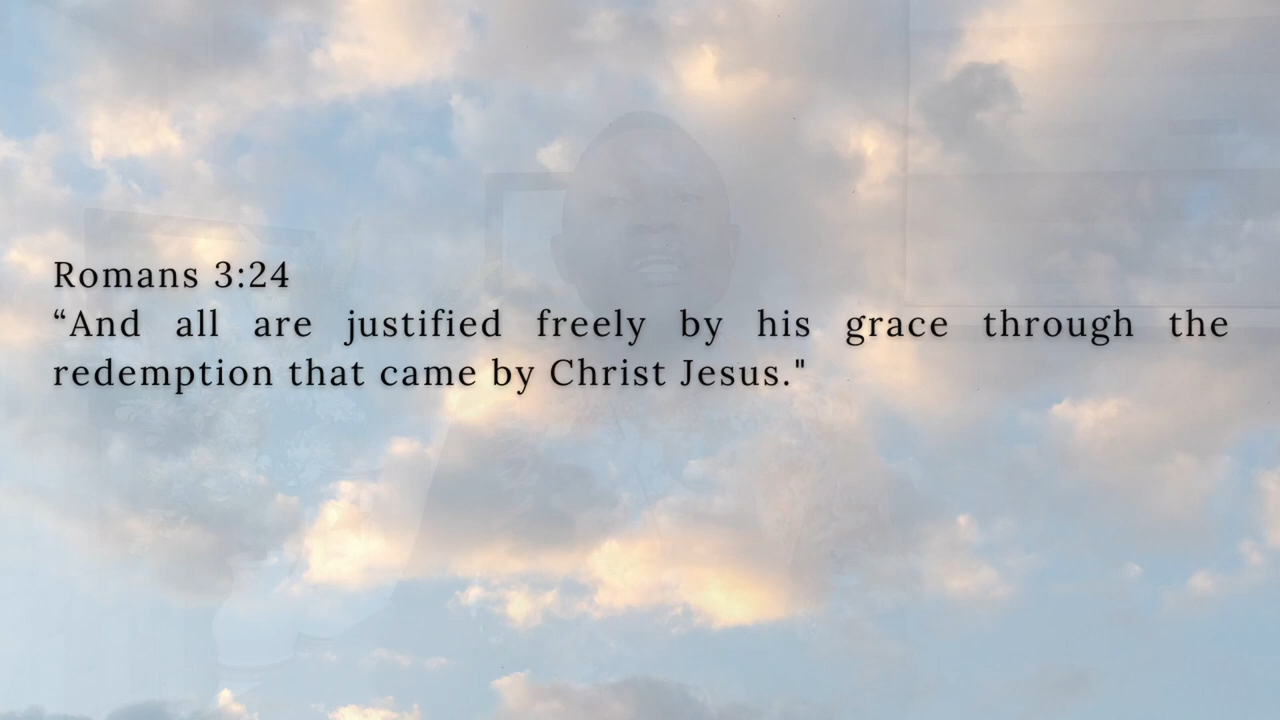 Romans 3:24
“And all are justified freely by his grace through the
redemption that came by Christ Jesus."